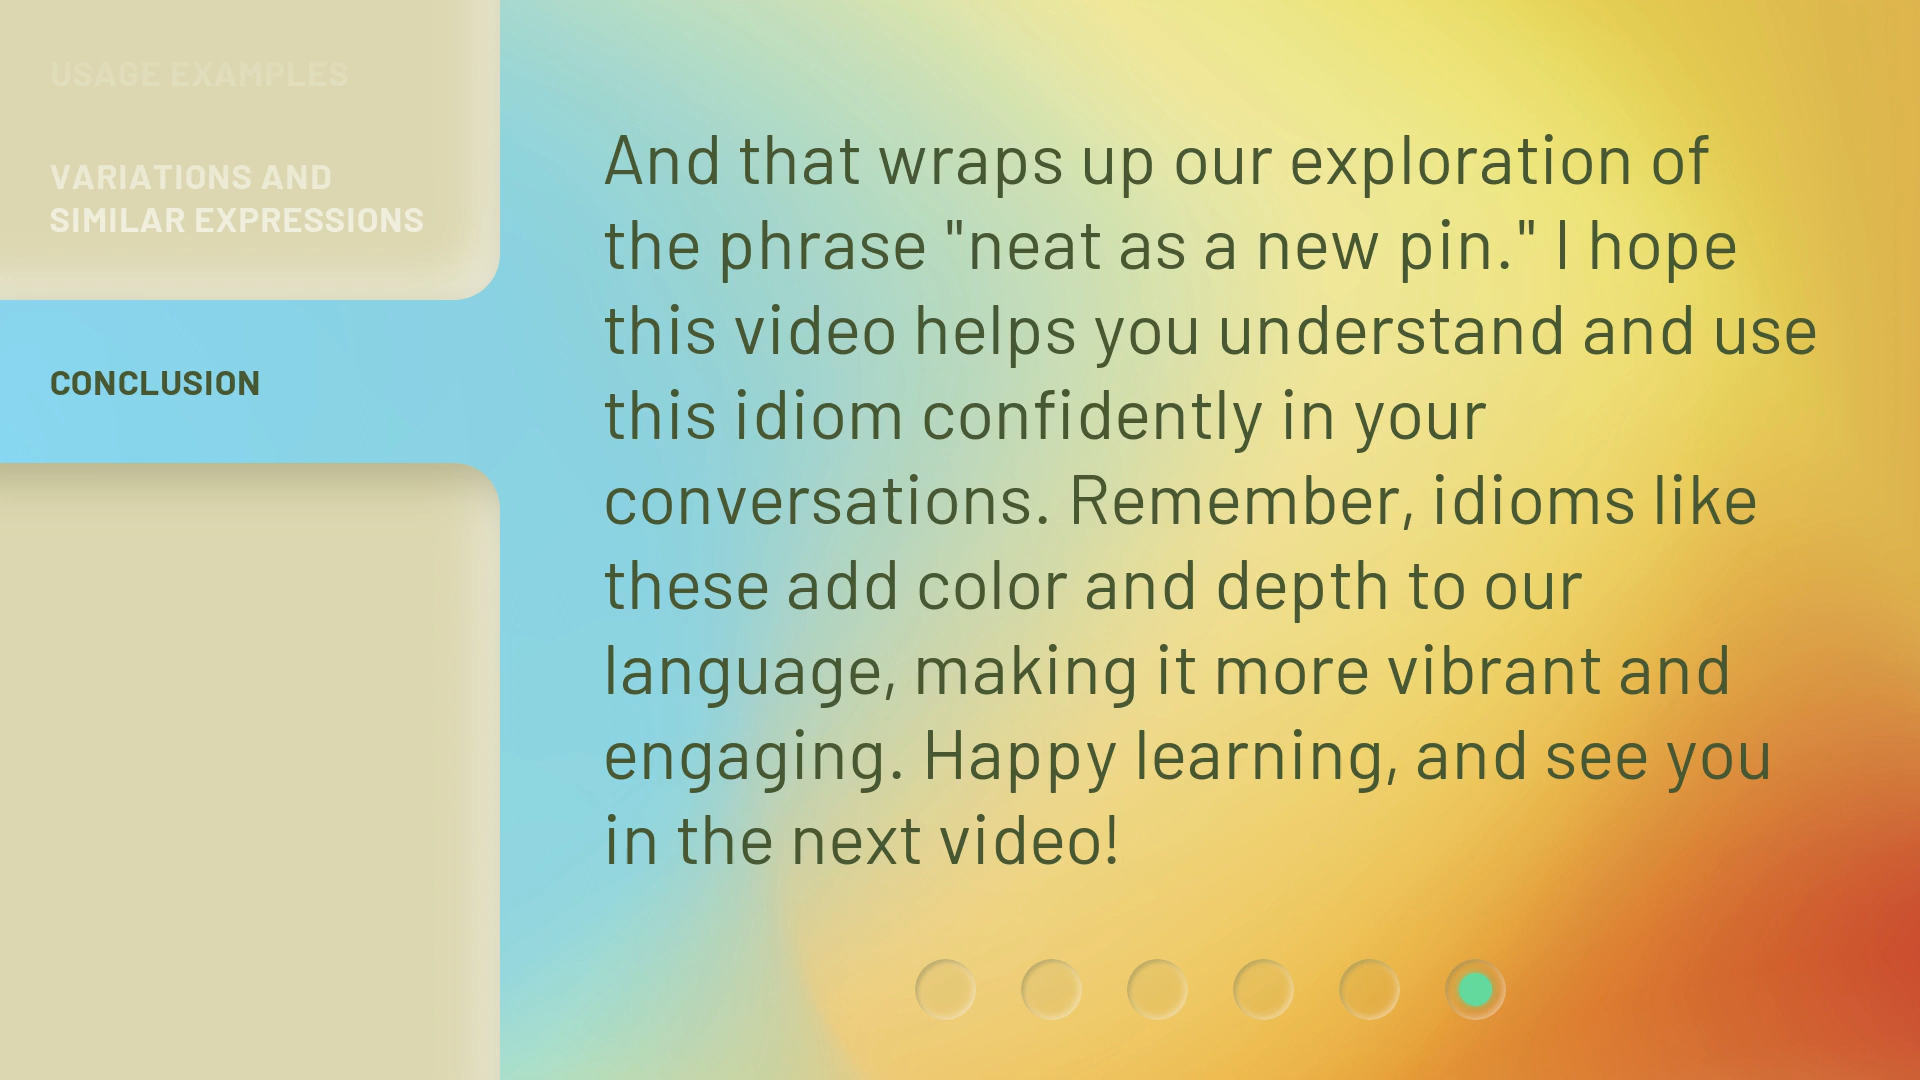 USAGE EXAMPLES
VARIATIONS AND
SIMILAR EXPRESSIONS
CONCLUSION
And that wraps up our exploration of
the phrase "neat as a new pin." I hope
this video helps you understand and use
this idiom confidently in your
conversations. Remember, idioms like
these add color and depth to our
language, making it more vibrant and
engaging. Happy learning, and see you
in the next video!